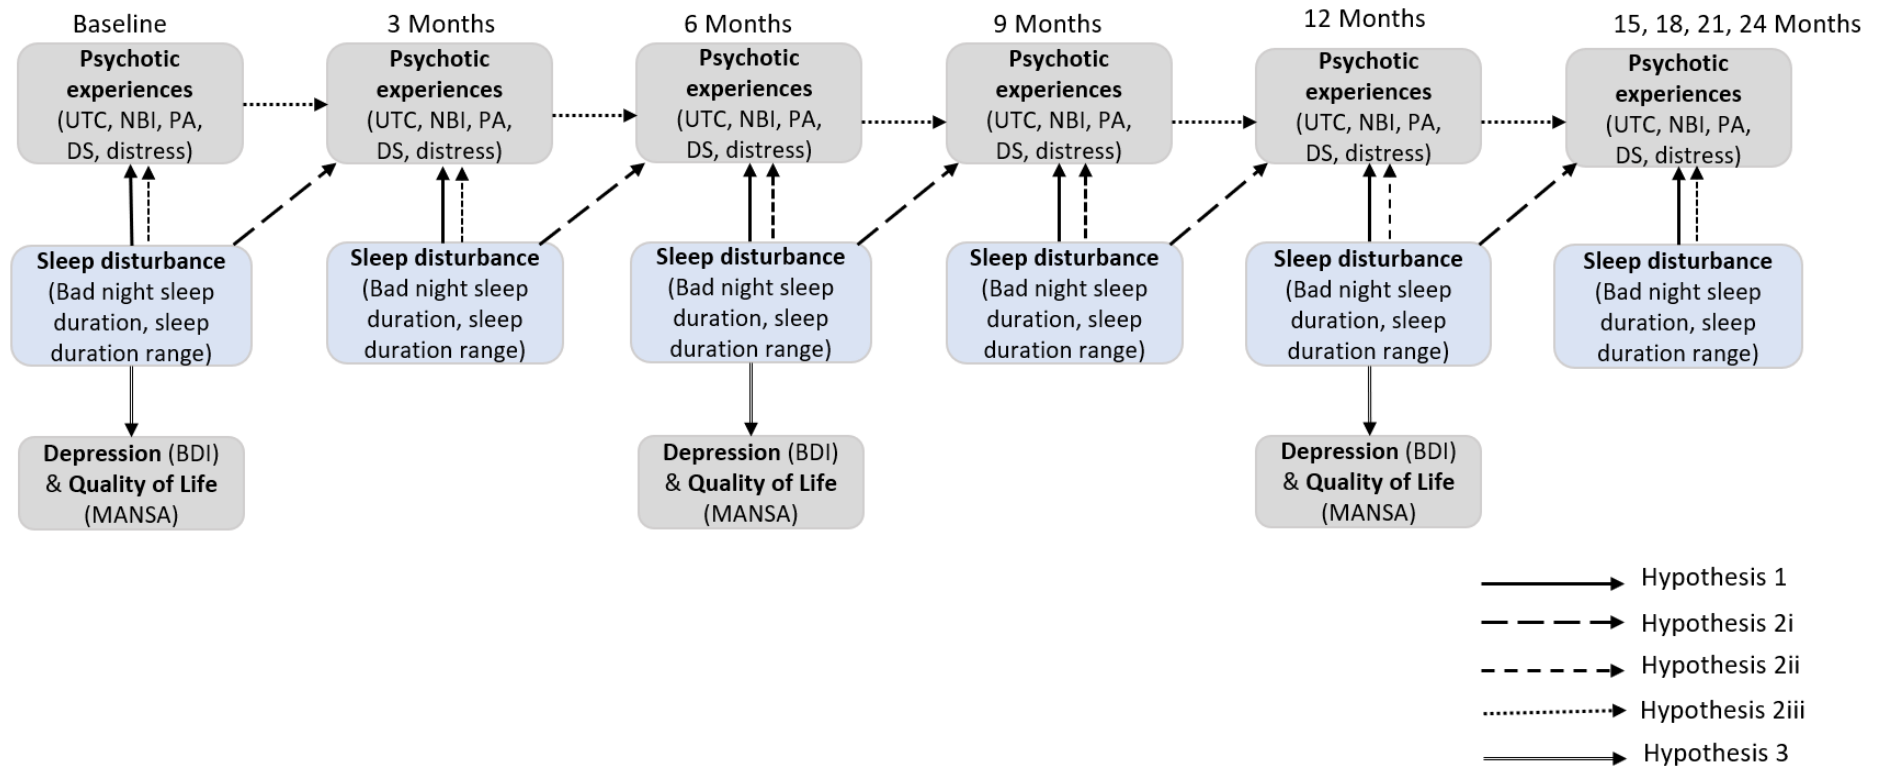 Baseline
3 Months
6 Months
9 Months
12 Months
15, 18, 21, 24 Months
Psychotic
experiences
(UTC, NBI, PA,
DS, distress)
Psychotic
experiences
(UTC, NBI, PA,
DS, distress)
Psychotic
experiences
(UTC, NBI, PA,
DS, distress)
Psychotic
experiences
(UTC, NBI, PA,
DS, distress)
Psychotic
experiences
(UTC, NBI, PA,
DS, distress)
Psychotic
experiences
(UTC, NBI, PA,
DS, distress)
Sleep disturbance
(Bad night sleep
duration, sleep
duration range)
Sleep disturbance
(Bad night sleep
duration, sleep
duration range)
Sleep disturbance
(Bad night sleep
duration, sleep
duration range)
Sleep disturbance
(Bad night sleep
duration, sleep
duration range)
Sleep disturbance
(Bad night sleep
duration, sleep
duration range)
Sleep disturbance
(Bad night sleep
duration, sleep
duration range)
Depression (BDI)
& Quality of Life
(MANSA)
Depression (BDI)
& Quality of Life
(MANSA)
Depression (BDI)
& Quality of Life
(MANSA)
Hypothesis 1
Hypothesis 2i
Hypothesis 2ii
Hypothesis 2iii
Hypothesis 3